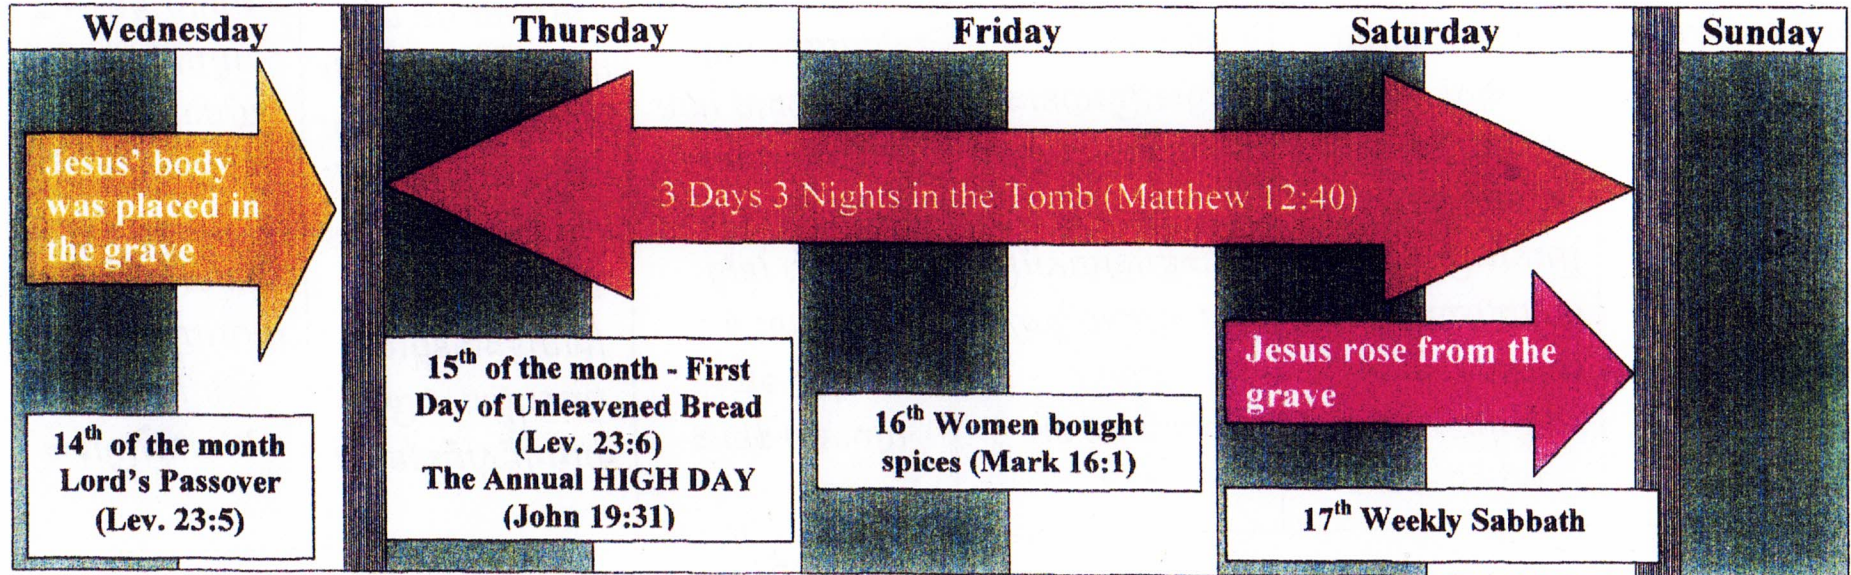 Wednesday
Thursday
Friday
Saturday
Sunday
Jesus' body
was placed in
the grave
3 Days 3 Nights in the Tomb (Matthew 12:40)
14th of the month
Lord's Passover
(Lev. 23:5)
15th of the month - First
Day of Unleavened Bread
(Lev. 23:6)
The Annual HIGH DAY
(John 19:31)
16th Women bought
spices (Mark 16:1)
Jesus rose from the
grave
17th Weekly Sabbath